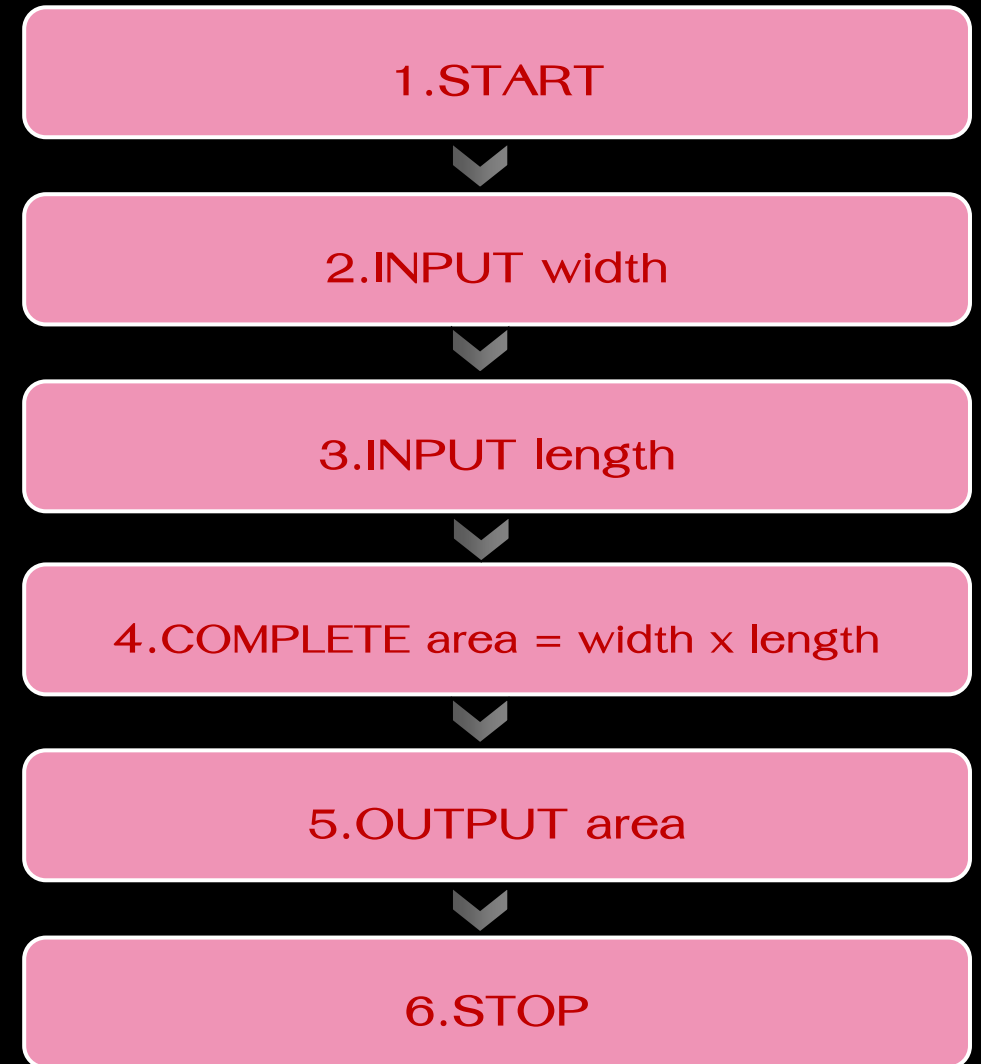 1.START
2.INPUT width
3.INPUT length
4.COMPLETE area = width x length
5.OUTPUT area
6.STOP